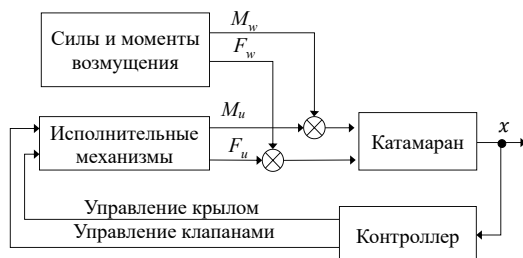 Силы и моменты
возмущения
M_w
F_w
Исполнительные
механизмы
M_u
F_u
Катамаран
x
Управление крылом
Управление клапанами
Контроллер